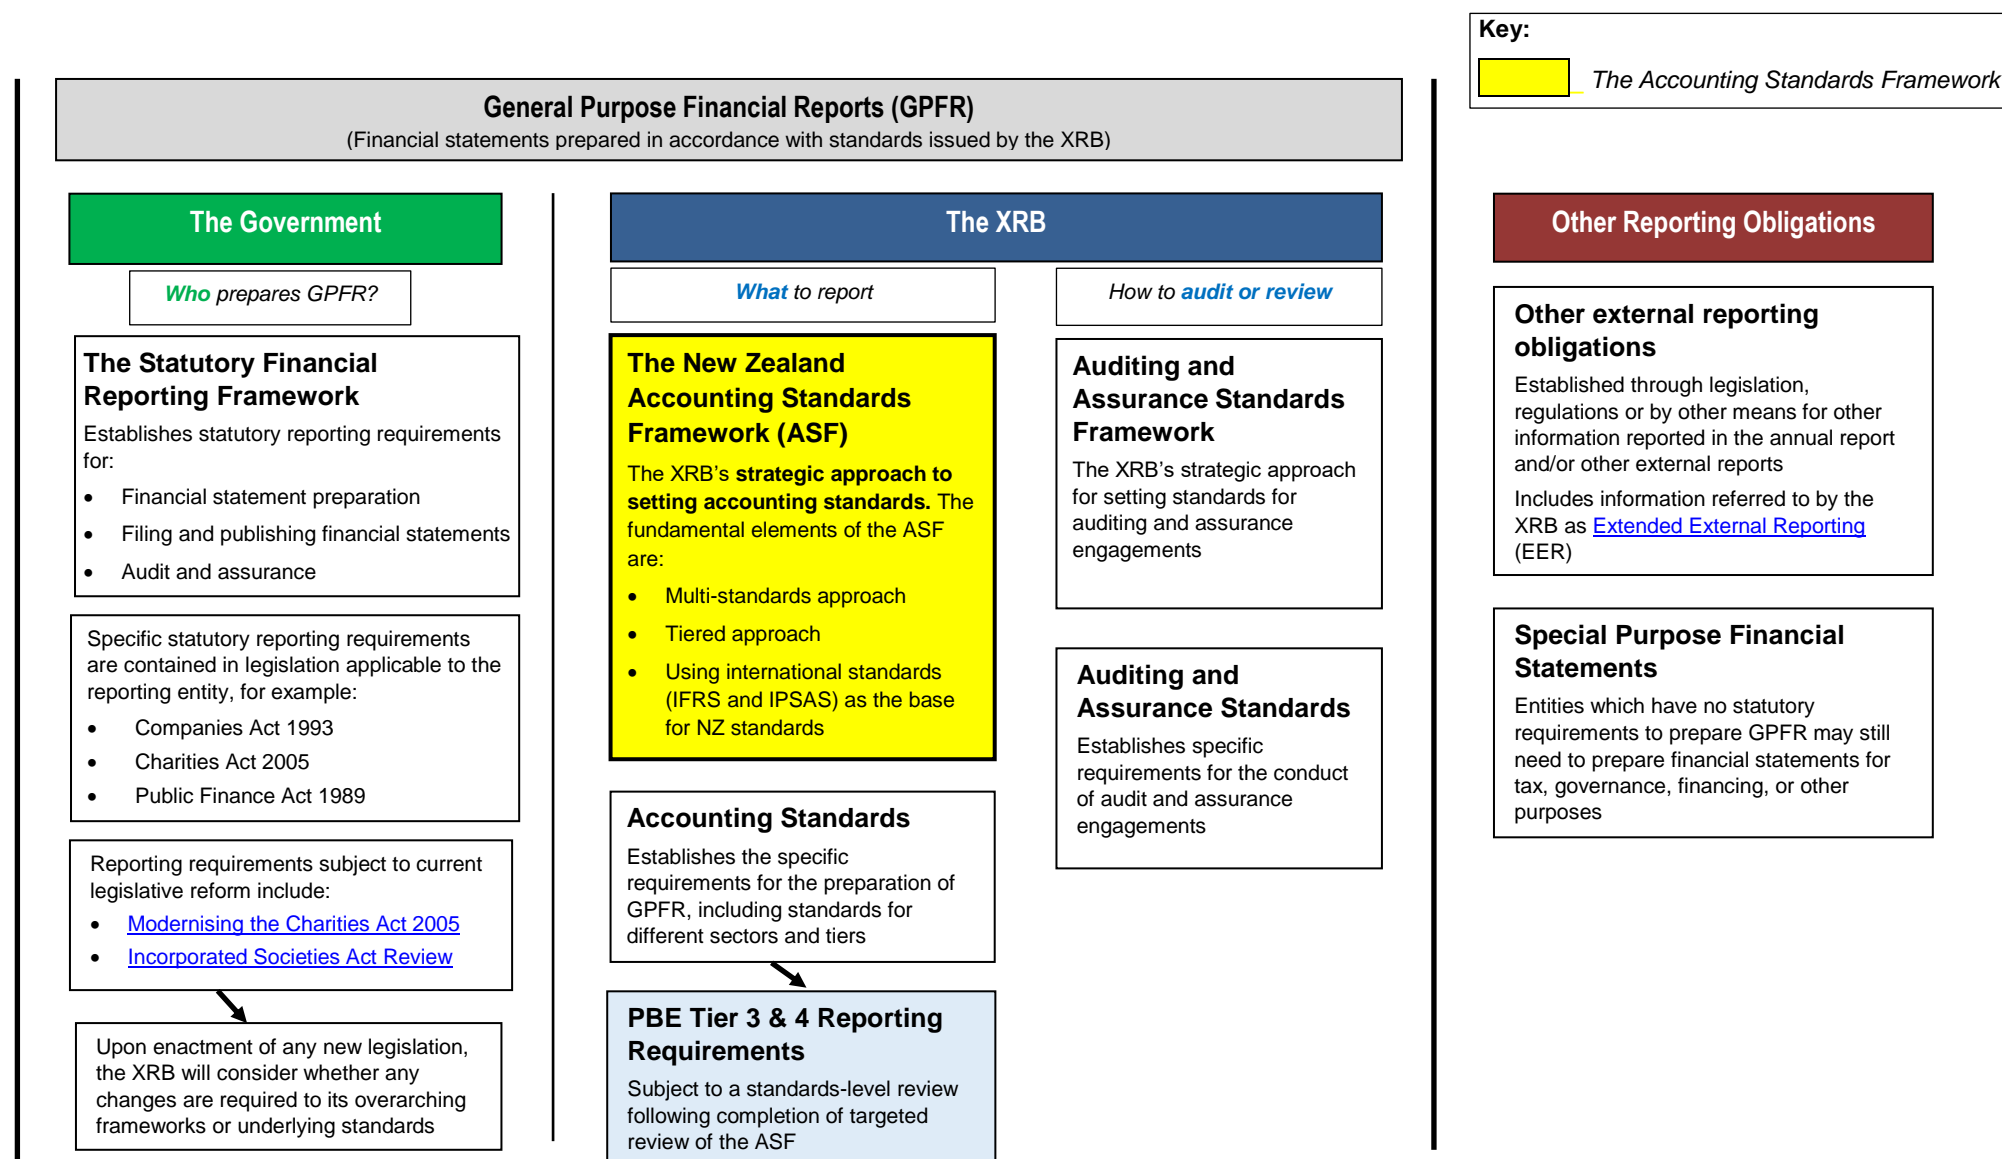 Key:
The Accounting Standards Framework
General Purpose Financial Reports (GPFR)
(Financial statements prepared in accordance with standards issued by the XRB)
The Government
Who prepares GPFR?
The Statutory Financial
Reporting Framework
Establishes statutory reporting requirements
for:
• Financial statement preparation
• Filing and publishing financial statements
• Audit and assurance
Specific statutory reporting requirements
are contained in legislation applicable to the
reporting entity, for example:
• Companies Act 1993
• Charities Act 2005
• Public Finance Act 1989
Reporting requirements subject to current
legislative reform include:
• Modernising the Charities Act 2005
• Incorporated Societies Act Review
Upon enactment of any new legislation,
the XRB will consider whether any
changes are required to its overarching
frameworks or underlying standards
The XRB
What to report
The New Zealand
Accounting Standards
Framework (ASF)
The XRB's strategic approach to
setting accounting standards. The
fundamental elements of the ASF
are:
• Multi-standards approach
• Tiered approach
• Using international standards
(IFRS and IPSAS) as the base
for NZ standards
Accounting Standards
Establishes the specific
requirements for the preparation of
GPFR, including standards for
different sectors and tiers
PBE Tier 3 & 4 Reporting
Requirements
Subject to a standards-level review
following completion of targeted
review of the ASF
How to audit or review
Auditing and
Assurance Standards
Framework
The XRB's strategic approach
for setting standards for
auditing and assurance
engagements
Auditing and
Assurance Standards
Establishes specific
requirements for the conduct
of audit and assurance
engagements
Other Reporting Obligations
Other external reporting
obligations
Established through legislation,
regulations or by other means for other
information reported in the annual report
and/or other external reports
Includes information referred to by the
XRB as Extended External Reporting
(EER)
Special Purpose Financial
Statements
Entities which have no statutory
requirements to prepare GPFR may still
need to prepare financial statements for
tax, governance, financing, or other
purposes